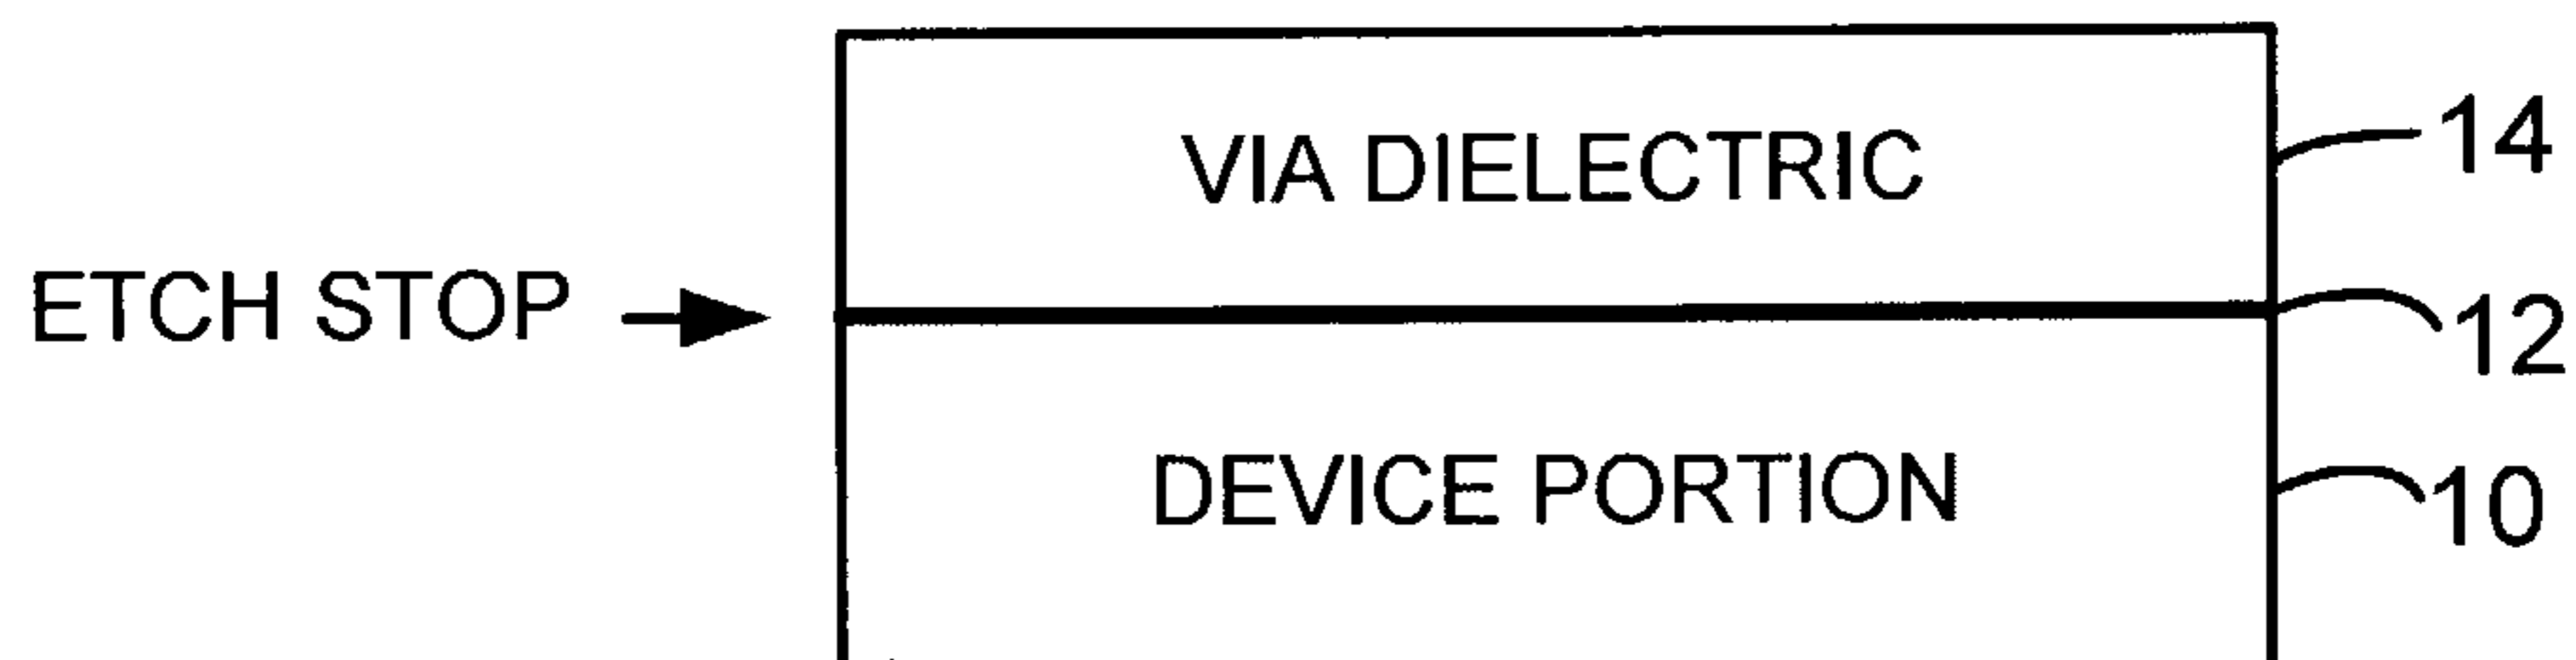 VIA DIELECTRIC
14
ETCH STOP
12
DEVICE PORTION
10